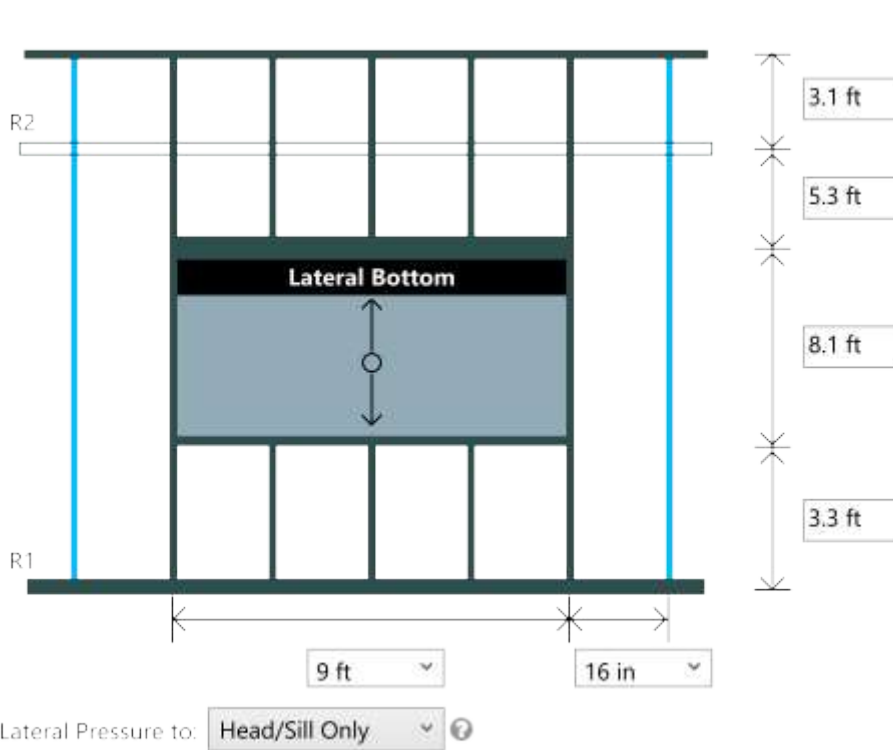 3.1 ft
R2
5.3 ft
Lateral Bottom
8.1 ft
3.3 ft
R1
9 ft
16 in
Lateral Pressure to: Head/Sill Only ?